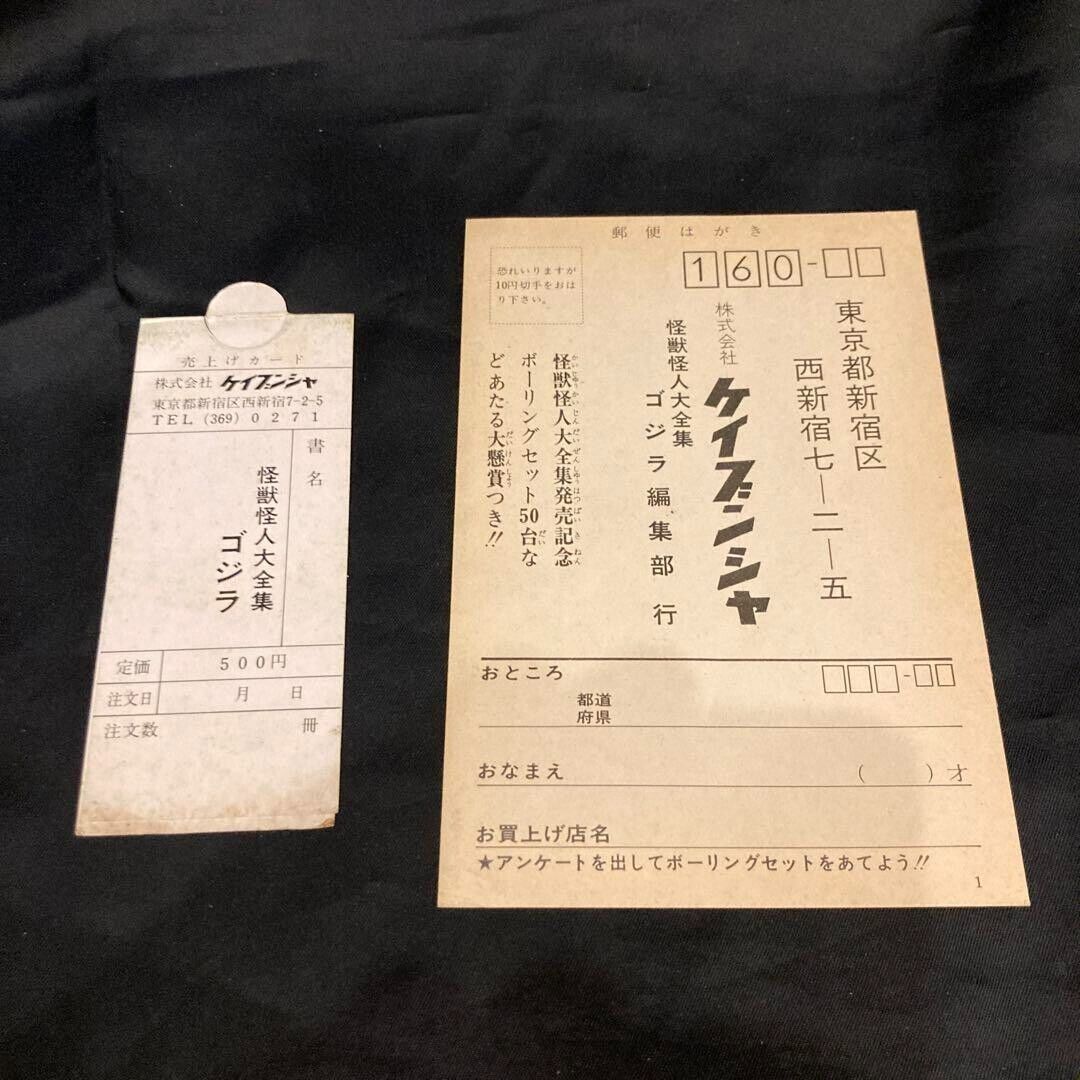 売上げカード
株式会社 ケイブンシャ
東京都新宿区西新宿7-2-5
TEL (369) 0271
書名
怪獣怪人大全集
ゴジラ
定価 500円
注文日 月 日
注文数 冊
郵便はがき
恐れいりますが
10円切手をおは
り下さい。
160-
東京都新宿区
西新宿七―二―五
株式会社 ケイブンシャ
怪獣怪人大全集
ゴジラ編集部 行
怪獣怪人大全集発売記念
ボーリングセット50台な
どあたる大懸賞つき!!
おところ
都道
府県
おなまえ ( )才
お買上げ店名
★アンケートを出してボーリングセットをあてよう!!
1